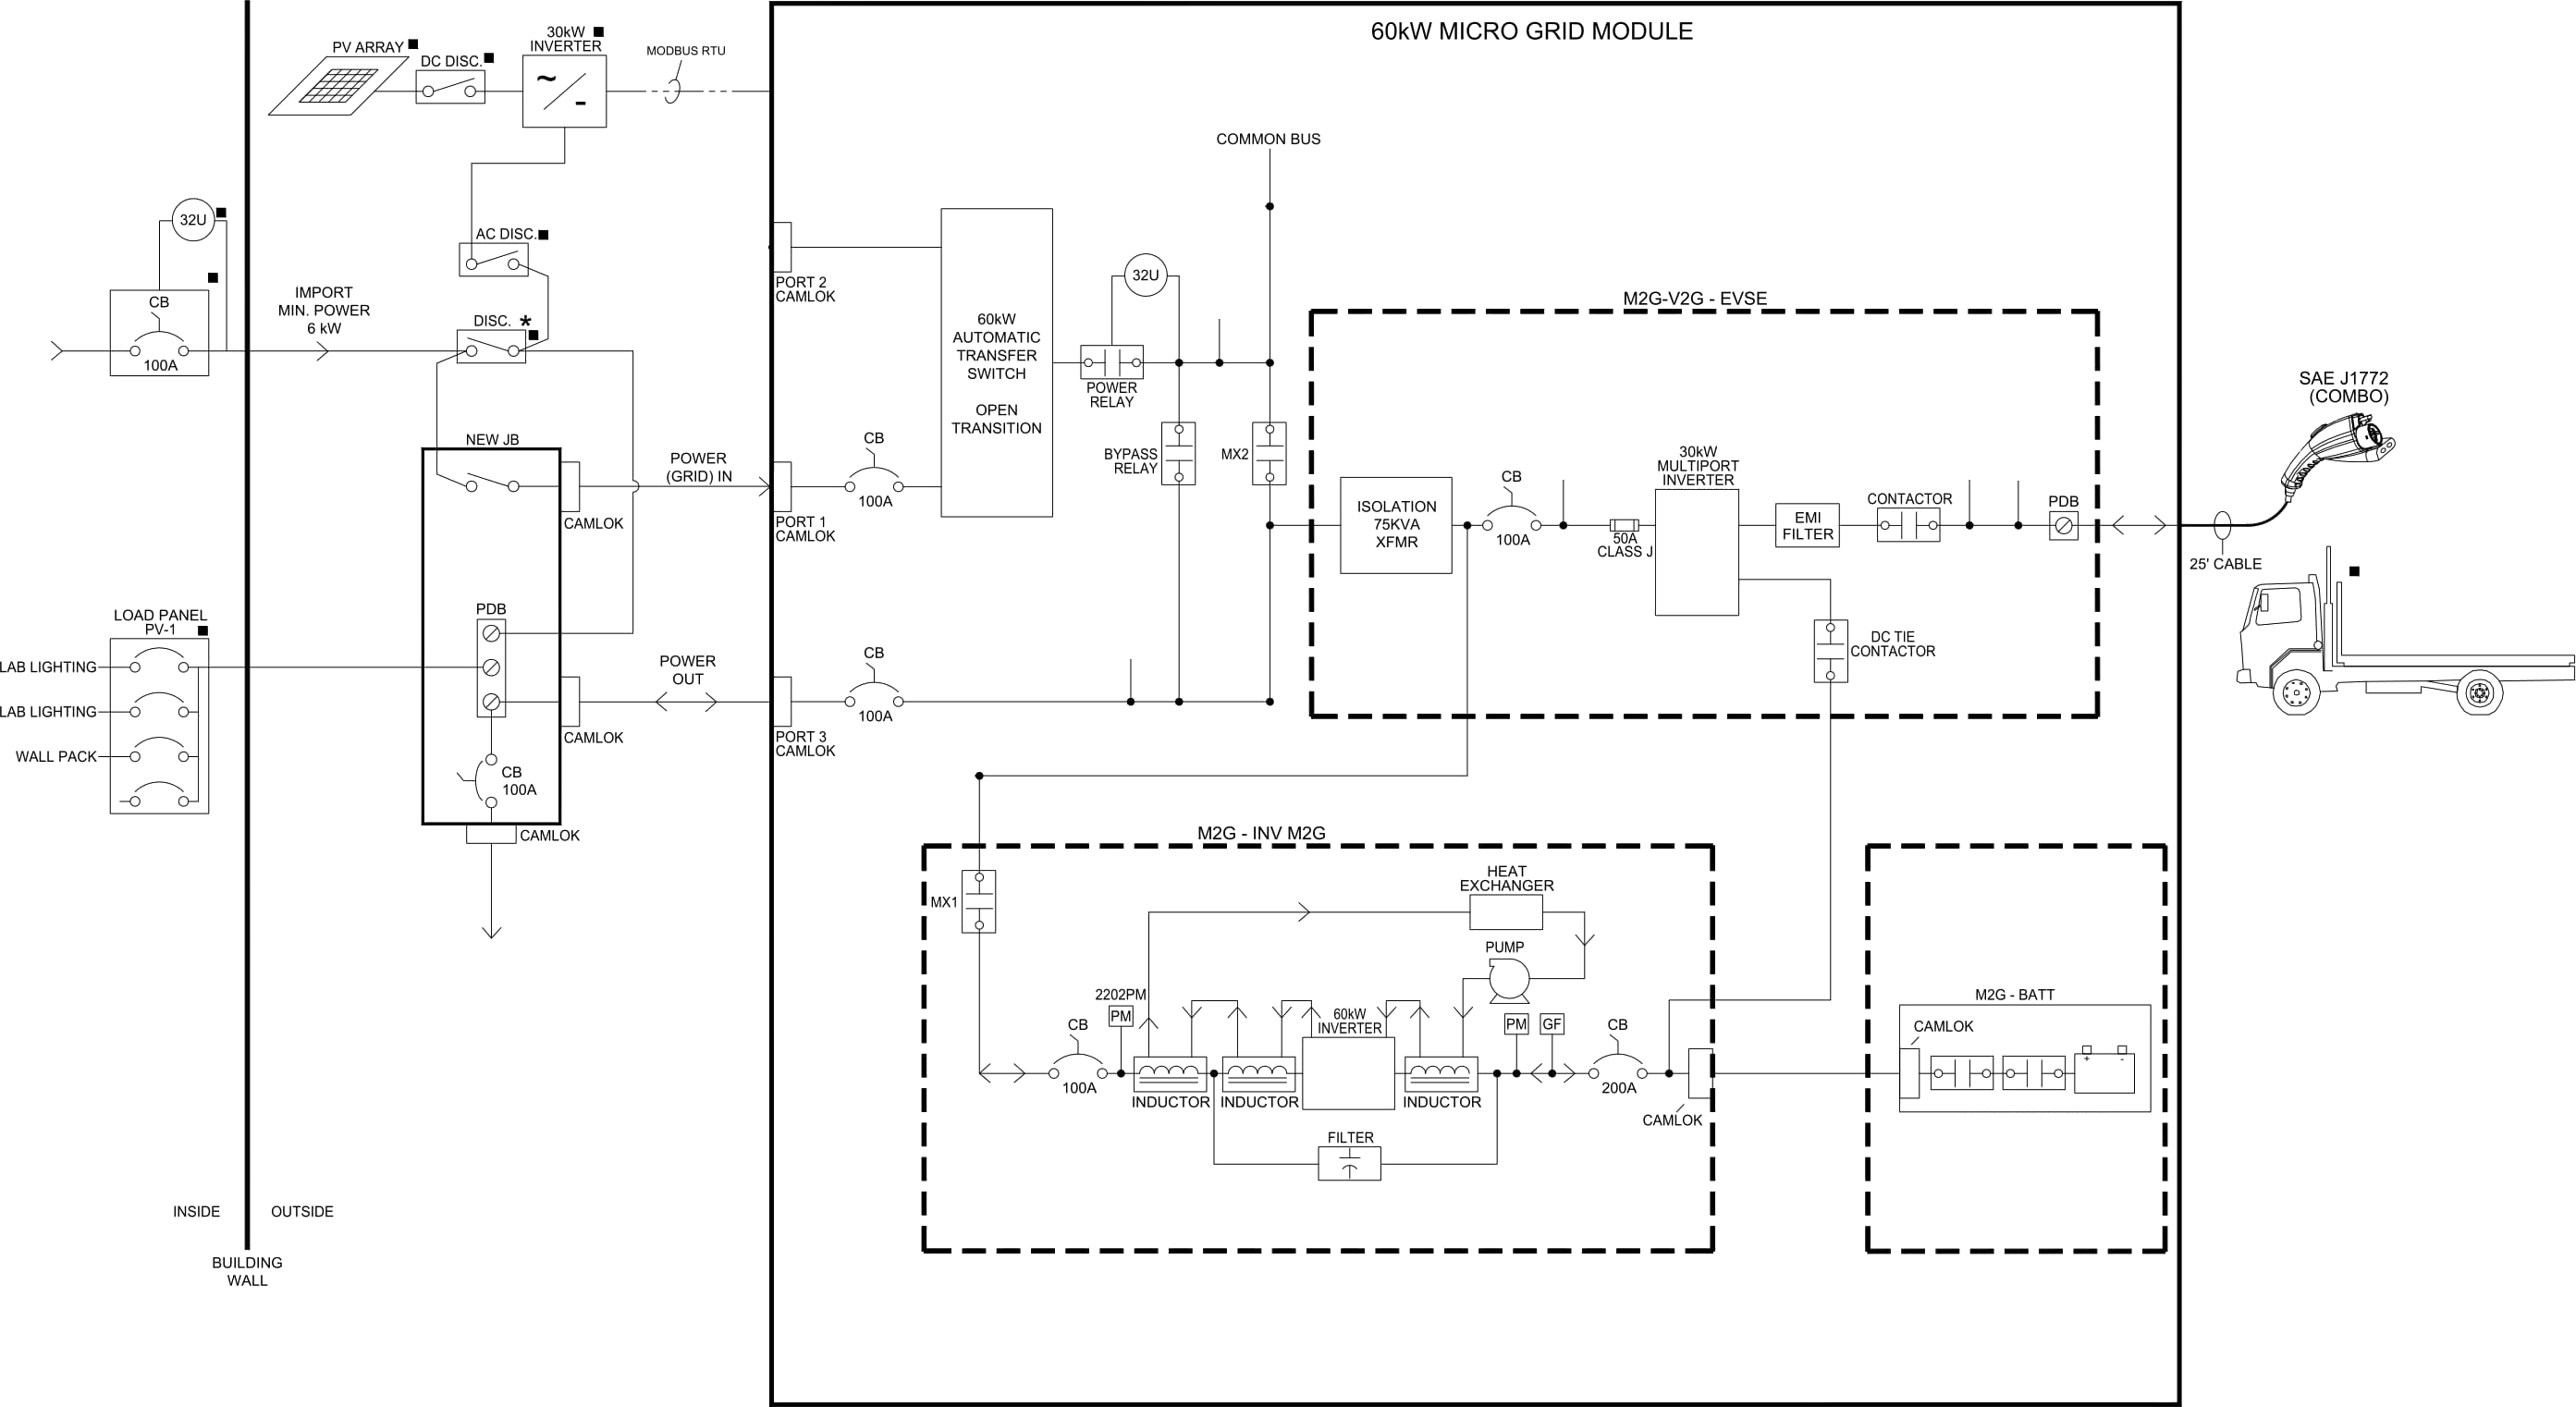 60kW MICRO GRID MODULE
PV ARRAY
DC DISC.
30kW
INVERTER
~
-
MODBUS RTU
COMMON BUS
32U
AC DISC.
CB
100A
IMPORT
MIN. POWER
6 kW
DISC. *
PORT 2
CAMLOK
60kW
AUTOMATIC
TRANSFER
SWITCH
OPEN
TRANSITION
32U
POWER
RELAY
BYPASS
RELAY
MX2
M2G-V2G - EVSE
SAE J1772
(COMBO)
NEW JB
CAMLOK
POWER
(GRID) IN
PORT 1
CAMLOK
CB
100A
ISOLATION
75KVA
XFMR
CB
100A
50A
CLASS J
30kW
MULTIPORT
INVERTER
EMI
FILTER
CONTACTOR
PDB
25' CABLE
DC TIE
CONTACTOR
LOAD PANEL
PV-1
LAB LIGHTING
LAB LIGHTING
WALL PACK
PDB
CB
100A
CAMLOK
CAMLOK
POWER
OUT
PORT 3
CAMLOK
CB
100A
M2G - INV M2G
MX1
HEAT
EXCHANGER
PUMP
2202PM
PM
CB
100A
INDUCTOR
INDUCTOR
60kW
INVERTER
INDUCTOR
PM
GF
CB
200A
CAMLOK
FILTER
M2G - BATT
CAMLOK
+
-
INSIDE
OUTSIDE
BUILDING
WALL